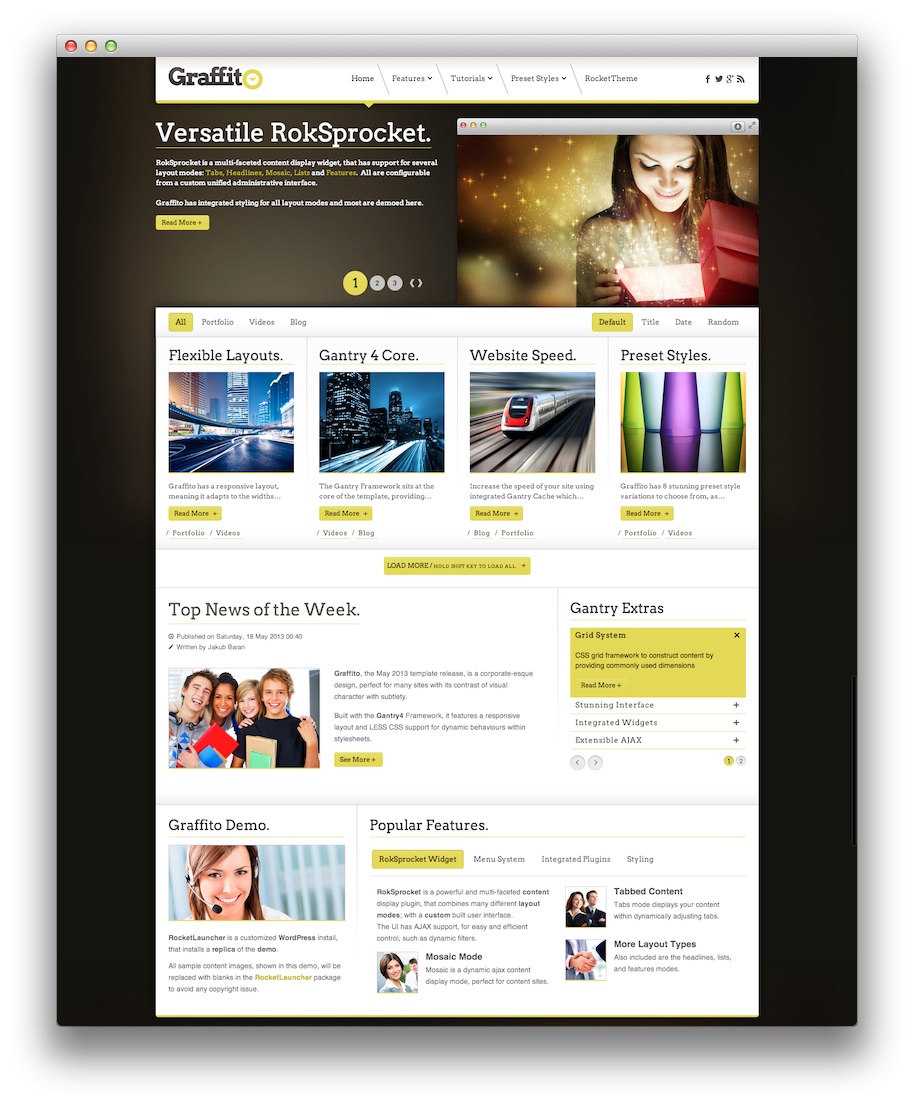 Graffito
Home Features Tutorials Preset Styles RocketTheme
Versatile RokSprocket.
RokSprocket is a multi-faceted content display widget, that has support for several
layout modes: Tabs, Headlines, Mosaic, Lists and Features. All are configurable
from a custom unified administrative interface.
Graffito has integrated styling for all layout modes and most are demoed here.
Read More +
1 2 3
All Portfolio Videos Blog
Default Title Date Random
Flexible Layouts.
Graffito has a responsive layout,
meaning it adapts to the widths...
Read More +
/ Portfolio / Videos
Gantry 4 Core.
The Gantry Framework sits at the
core of the template, providing...
Read More +
/ Videos / Blog
Website Speed.
Increase the speed of your site using
integrated Gantry Cache which...
Read More +
/ Blog / Portfolio
Preset Styles.
Graffito has 8 stunning preset style
variations to choose from, as...
Read More +
/ Portfolio / Videos
LOAD MORE / HOLD SHIFT KEY TO LOAD ALL +
Top News of the Week.
Published on Saturday, 18 May 2013 00:40
Written by Jakub Baran
Graffito, the May 2013 template release, is a corporate-esque
design, perfect for many sites with its contrast of visual
character with subtlety.
Built with the Gantry4 Framework, it features a responsive
layout and LESS CSS support for dynamic behaviours within
stylesheets.
See More +
Gantry Extras
Grid System
CSS grid framework to construct content by
providing commonly used dimensions
Read More +
Stunning Interface +
Integrated Widgets +
Extensible AJAX +
1 2
Graffito Demo.
RocketLauncher is a customized WordPress install,
that installs a replica of the demo.
All sample content images, shown in this demo, will be
replaced with blanks in the RocketLauncher package
to avoid any copyright issue.
Popular Features.
RokSprocket Widget Menu System Integrated Plugins Styling
RokSprocket is a powerful and multi-faceted content
display plugin, that combines many different layout
modes; with a custom built user interface.
The UI has AJAX support, for easy and efficient
control, such as dynamic filters.
Mosaic Mode
Mosaic is a dynamic ajax content
display mode, perfect for content sites.
Tabbed Content
Tabs mode displays your content
within dynamically adjusting tabs.
More Layout Types
Also included are the headlines, lists,
and features modes.